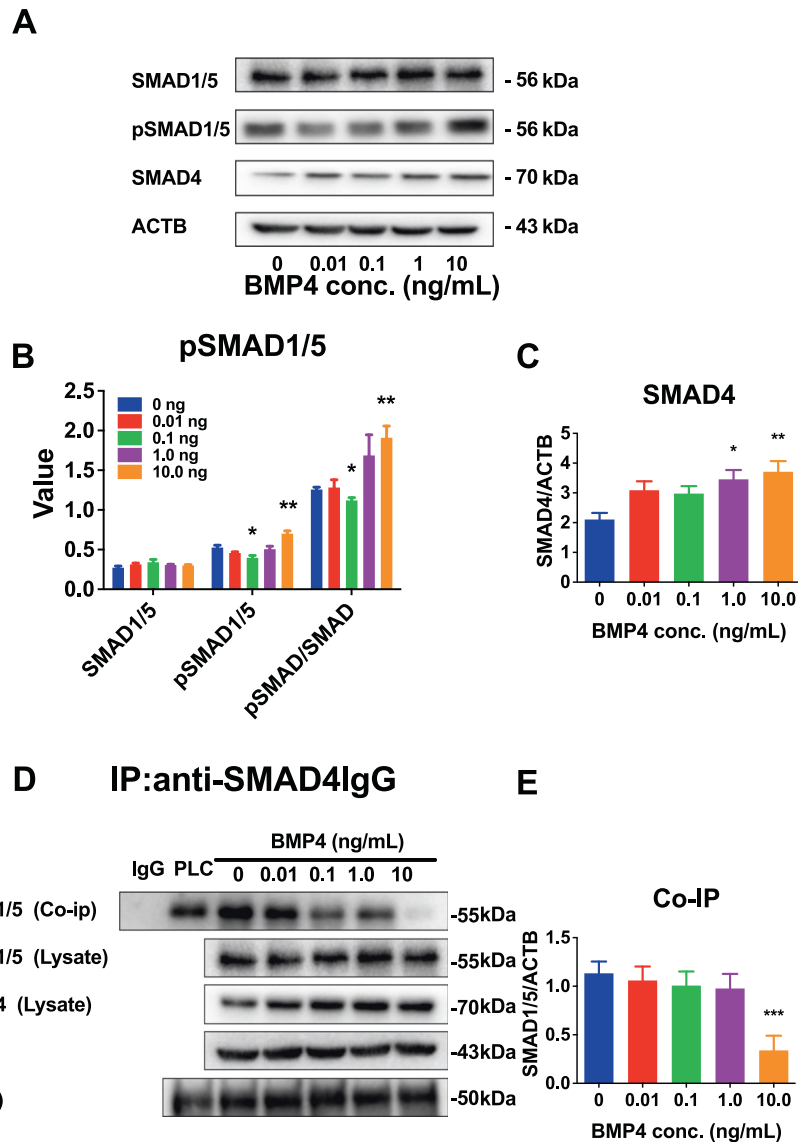 A
SMAD1/5 - 56 kDa
pSMAD1/5 - 56 kDa
SMAD4 - 70 kDa
ACTB - 43 kDa
0 0.01 0.1 1 10
BMP4 conc. (ng/mL)
B
pSMAD1/5
2.5
2.0
1.5
1.0
0.5
0.0
Value
0 ng
0.01 ng
0.1 ng
1.0 ng
10.0 ng
* ** * **
SMAD1/5
pSMAD1/5
pSMAD/SMAD
C
SMAD4
5
4
3
2
1
0
SMAD4/ACTB
* **
0 0.01 0.1 1.0 10.0
BMP4 conc. (ng/mL)
D IP:anti-SMAD4IgG
BMP4 (ng/mL)
IgG PLC 0 0.01 0.1 1.0 10
1/5 (Co-ip) -55kDa
1/5 (Lysate) -55kDa
4 (Lysate) -70kDa
-43kDa
) -50kDa
E
Co-IP
1.5
1.0
0.5
0.0
SMAD1/5/ACTB
***
0 0.01 0.1 1.0 10.0
BMP4 conc. (ng/mL)